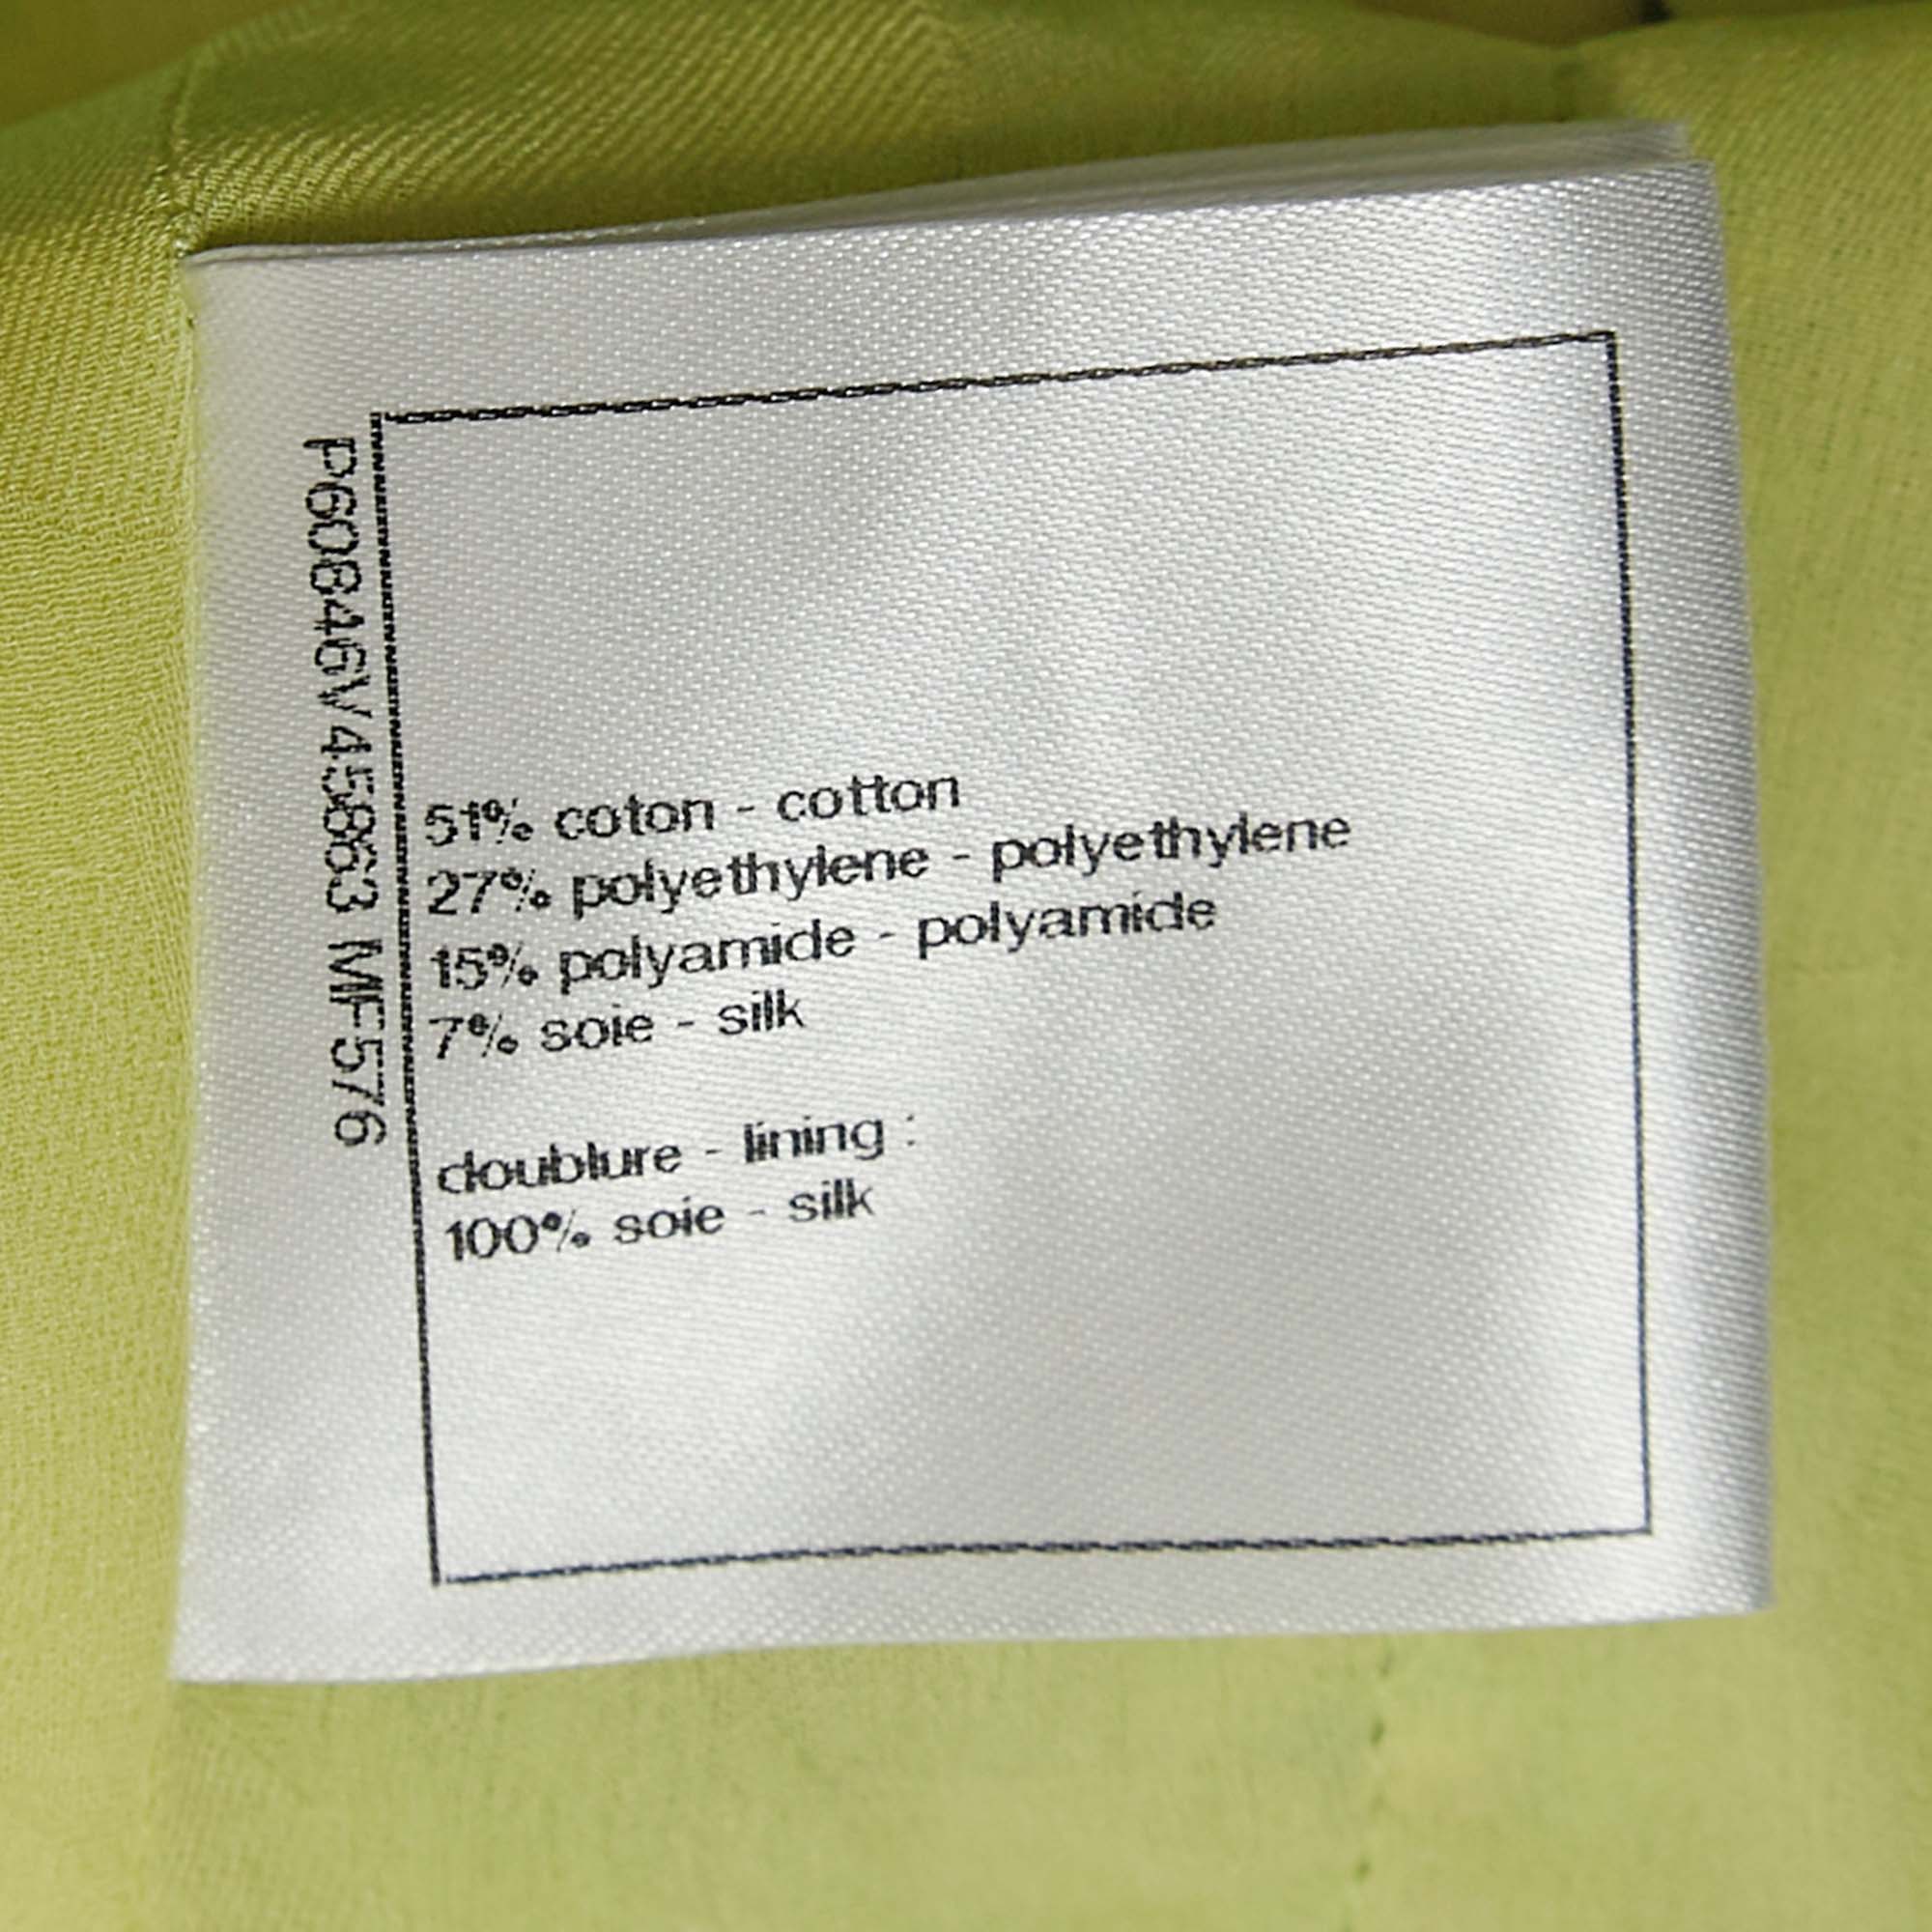 P60846V45863 MF576
51% coton - cotton
27% polyethylene - polyethylene
15% polyamide - polyamide
7% soie - silk
doublure - lining :
100% soie - silk